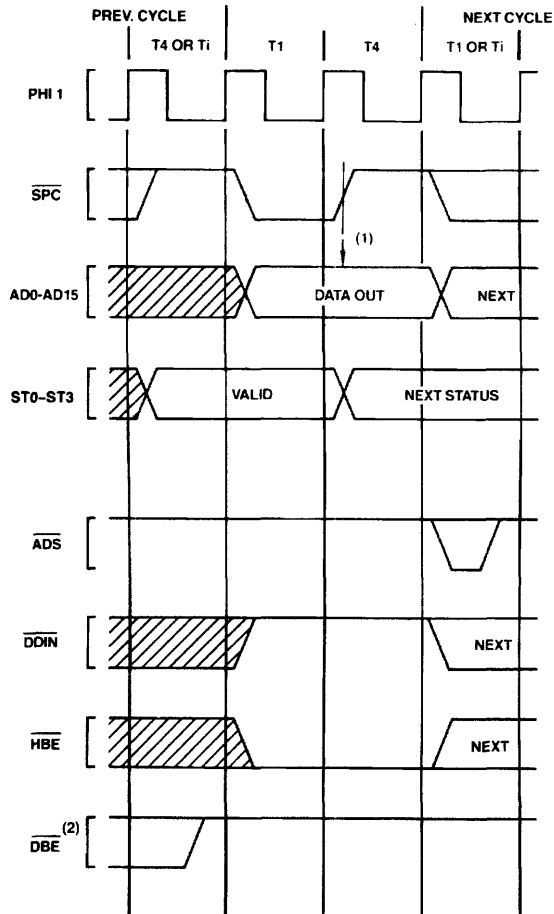 PREV. CYCLE NEXT CYCLE
T4 OR Ti T1 T4 T1 OR Ti
PHI 1
SPC
(1)
AD0-AD15 DATA OUT NEXT
ST0–ST3 VALID NEXT STATUS
ADS
DDIN NEXT
HBE NEXT
DBE (2)